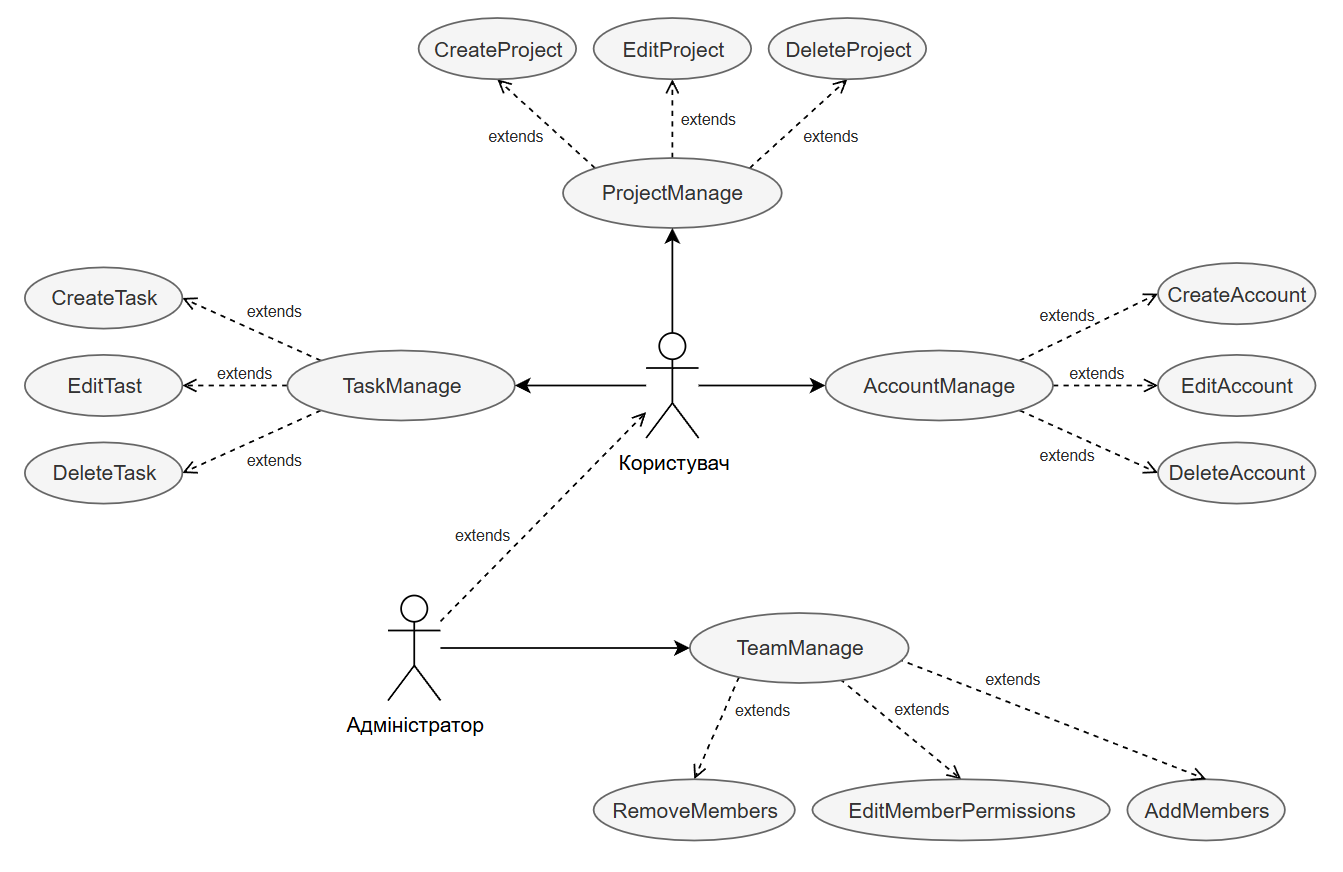 CreateProject
EditProject
DeleteProject
extends
extends
extends
ProjectManage
CreateTask
extends
EditTast
extends
TaskManage
DeleteTask
extends
Користувач
extends
CreateAccount
AccountManage
extends
EditAccount
extends
DeleteAccount
extends
Адміністратор
TeamManage
extends
extends
extends
RemoveMembers
EditMemberPermissions
AddMembers